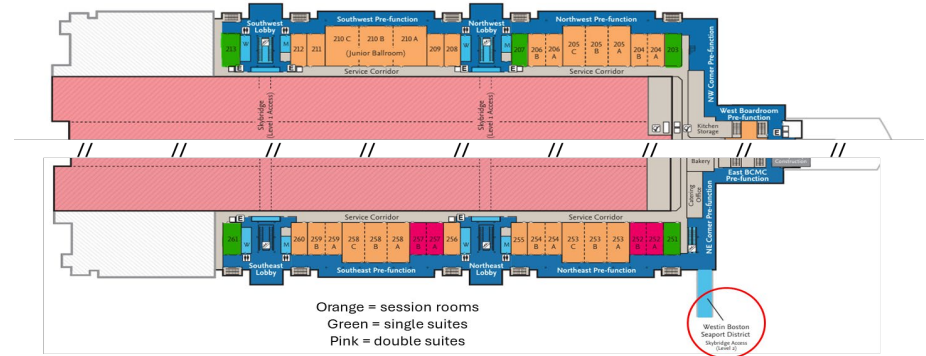 Southwest Lobby
Southwest Pre-function
Northwest Lobby
Northwest Pre-function
213
W
M
212
211
210 C
210 B
210 A
(Junior Ballroom)
209
208
W
M
207
206 B
206 A
205 C
205 B
205 A
204 B
204 A
203
E
E
E
Service Corridor
Service Corridor
NW Corner Pre-function
Skybridge (Level 1 Access)
Skybridge (Level 1 Access)
Kitchen Storage
West Boardroom Pre-function
E
Bakery
Construction
East BCMC Pre-function
Catering Office
NE Corner Pre-function
E
Service Corridor
E
Service Corridor
261
W
M
260
259 B
259 A
258 C
258 B
258 A
257 B
257 A
256
W
M
255
254 B
254 A
253 C
253 B
253 A
252 B
252 A
251
Southeast Lobby
Southeast Pre-function
Northeast Lobby
Northeast Pre-function
Orange = session rooms
Green = single suites
Pink = double suites
Westin Boston
Seaport District
Skybridge Access
(Level 2)